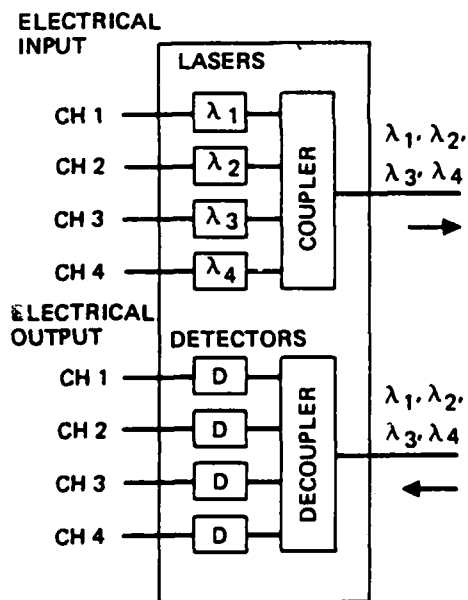 ELECTRICAL
INPUT
LASERS
CH 1
λ1
CH 2
λ2
CH 3
λ3
CH 4
λ4
COUPLER
λ1, λ2,
λ3, λ4
ELECTRICAL
OUTPUT
DETECTORS
CH 1
D
CH 2
D
CH 3
D
CH 4
D
DECOUPLER
λ1, λ2,
λ3, λ4